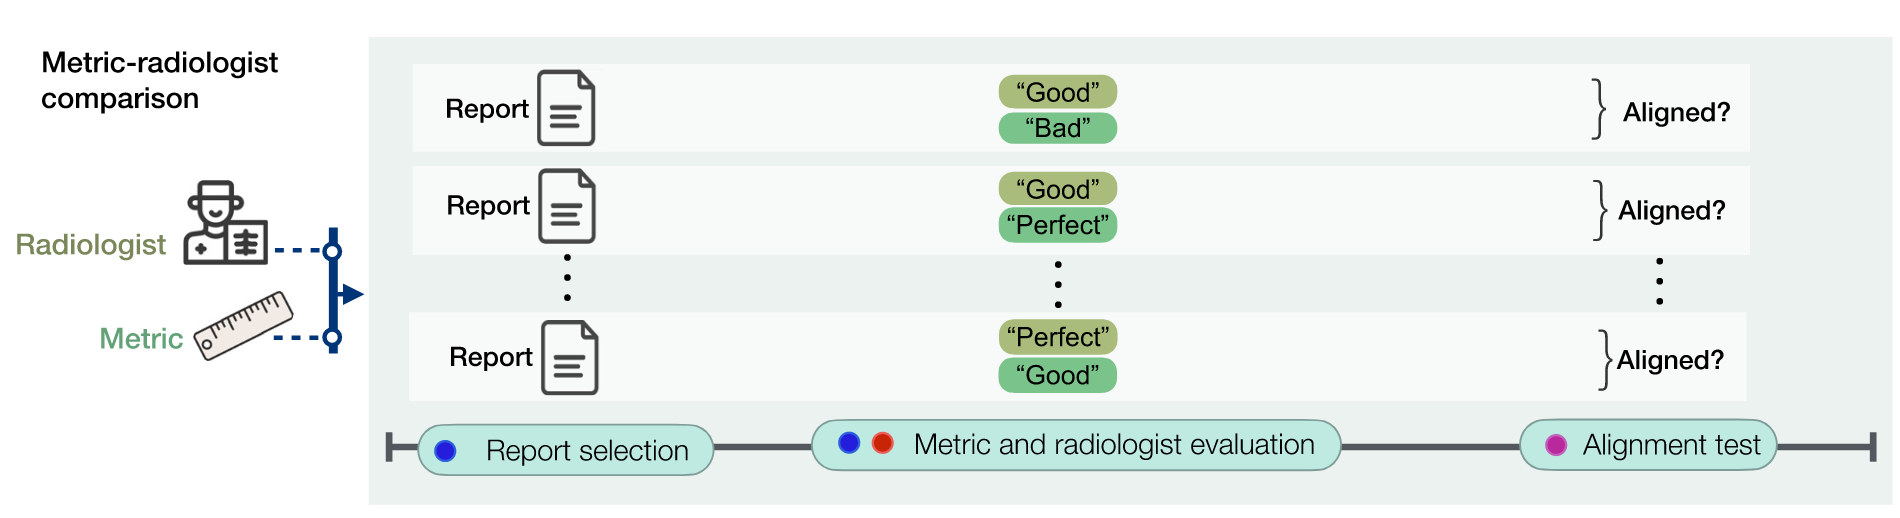 Metric-radiologist
comparison
Radiologist
Metric
Report
“Good”
“Bad”
Aligned?
Report
“Good”
“Perfect”
Aligned?
Report
“Perfect”
“Good”
Aligned?
Report selection
Metric and radiologist evaluation
Alignment test